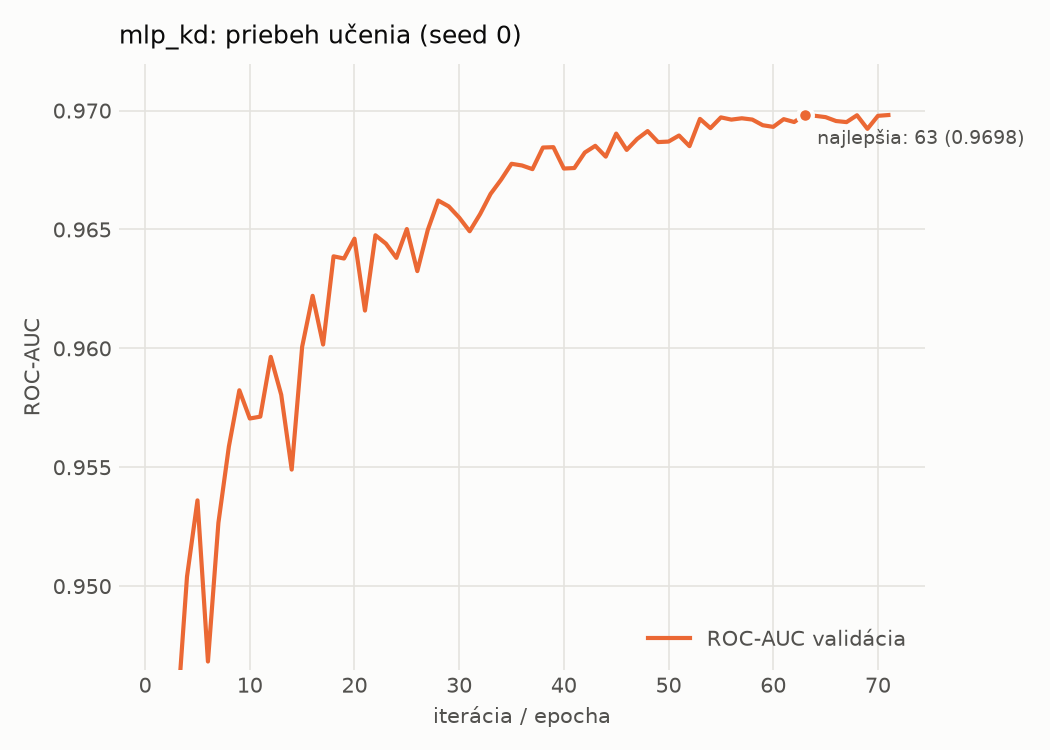 mlp_kd: priebeh učenia (seed 0)
0.970
0.965
0.960
0.955
0.950
ROC-AUC
najlepšia: 63 (0.9698)
ROC-AUC validácia
0 10 20 30 40 50 60 70
iterácia / epocha